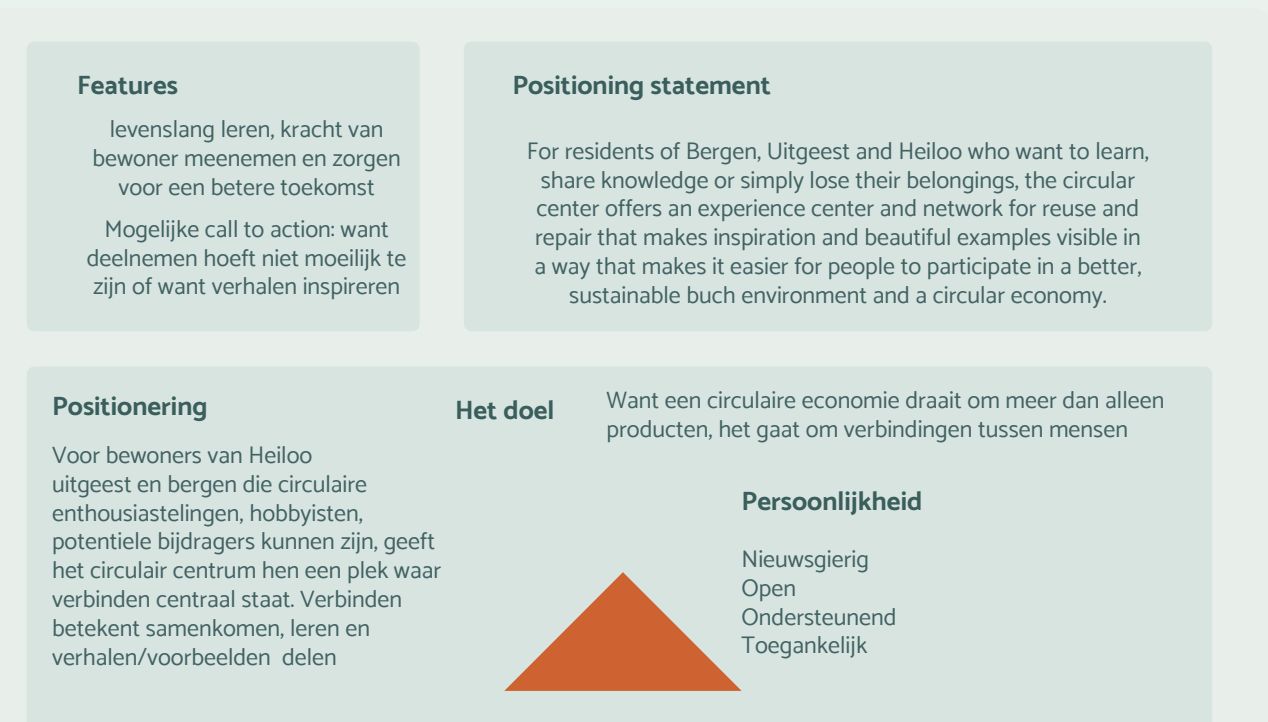 Features
levenslang leren, kracht van
bewoner meenemen en zorgen
voor een betere toekomst
Mogelijke call to action: want
deelnemen hoeft niet moeilijk te
zijn of want verhalen inspireren
Positioning statement
For residents of Bergen, Uitgeest and Heiloo who want to learn,
share knowledge or simply lose their belongings, the circular
center offers an experience center and network for reuse and
repair that makes inspiration and beautiful examples visible in
a way that makes it easier for people to participate in a better,
sustainable buch environment and a circular economy.
Positionering
Voor bewoners van Heiloo
uitgeest en bergen die circulaire
enthousiastelingen, hobbyisten,
potentiele bijdragers kunnen zijn, geeft
het circulair centrum hen een plek waar
verbinden centraal staat. Verbinden
betekent samenkomen, leren en
verhalen/voorbeelden  delen
Het doel
Want een circulaire economie draait om meer dan alleen
producten, het gaat om verbindingen tussen mensen
Persoonlijkheid
Nieuwsgierig
Open
Ondersteunend
Toegankelijk